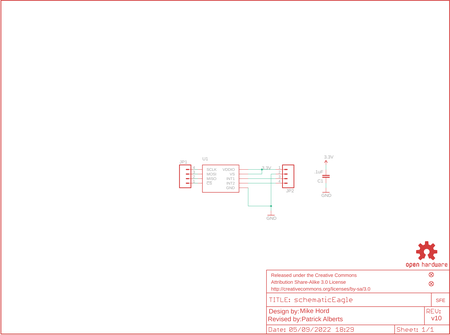 JP1
U1
SCLK
MOSI
MISO
CS
VDDIO
VS
INT1
INT2
GND
3.3V
JP2
GND
3.3V
C1
GND
open hardware
Released under the Creative Commons
Attribution Share-Alike 3.0 License
http://creativecommons.org/licenses/by-sa/3.0
TITLE: schematicEagle
SFE
Design by: Mike Hord
REV:
Revised by: Patrick Alberts
v10
Date: 05/09/2022 18:29
Sheet: 1/1